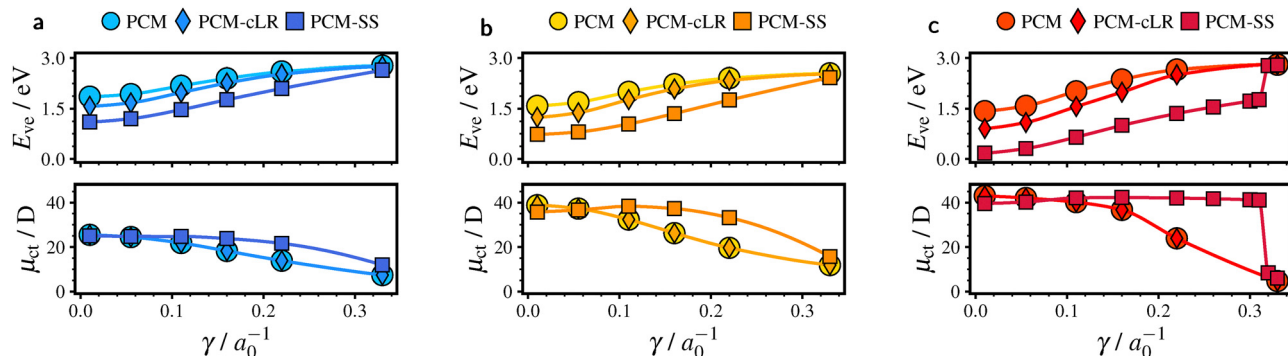 a
PCM PCM-cLR PCM-SS
E_ve / eV
3.0
1.5
0.0
μ_ct / D
40
20
0
0.0 0.1 0.2 0.3
γ / a_0^{-1}
b
PCM PCM-cLR PCM-SS
E_ve / eV
3.0
1.5
0.0
μ_ct / D
40
20
0
0.0 0.1 0.2 0.3
γ / a_0^{-1}
c
PCM PCM-cLR PCM-SS
E_ve / eV
3.0
1.5
0.0
μ_ct / D
40
20
0
0.0 0.1 0.2 0.3
γ / a_0^{-1}